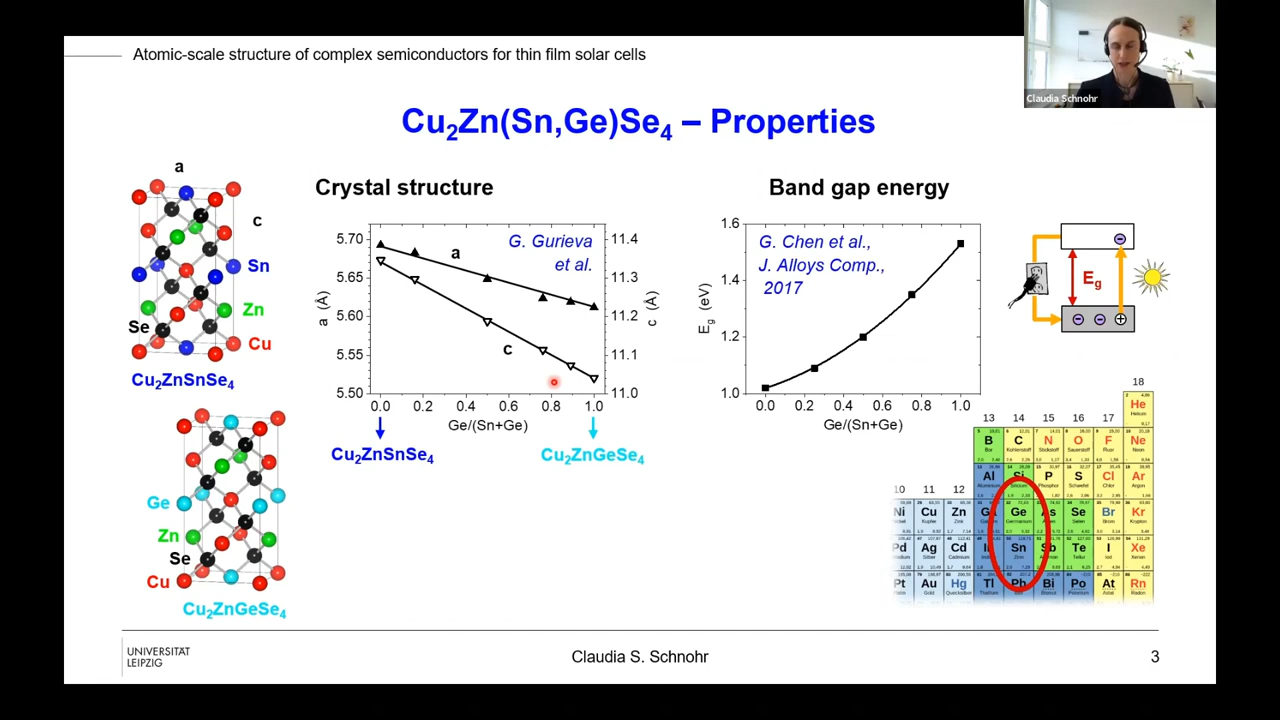 Atomic-scale structure of complex semiconductors for thin film solar cells
Claudia Schnohr
Cu2Zn(Sn,Ge)Se4 – Properties
a
c
Sn
Zn
Se
Cu
Cu2ZnSnSe4
Ge
Zn
Se
Cu
Cu2ZnGeSe4
Crystal structure
G. Gurieva
et al.
a
c
5.70
5.65
5.60
5.55
5.50
a (Å)
11.4
11.3
11.2
11.1
11.0
c (Å)
0.0 0.2 0.4 0.6 0.8 1.0
Ge/(Sn+Ge)
Cu2ZnSnSe4
Cu2ZnGeSe4
Band gap energy
G. Chen et al.,
J. Alloys Comp.,
2017
1.6
1.4
1.2
1.0
Eg (eV)
0.0 0.2 0.4 0.6 0.8 1.0
Ge/(Sn+Ge)
Eg
18
He
13 14 15 16 17
B C N O F Ne
Al Si P S Cl Ar
10 11 12
Ni Cu Zn Ga Ge As Se Br Kr
Pd Ag Cd In Sn Sb Te I Xe
Pt Au Hg Tl Pb Bi Po At Rn
UNIVERSITÄT
LEIPZIG
Claudia S. Schnohr
3